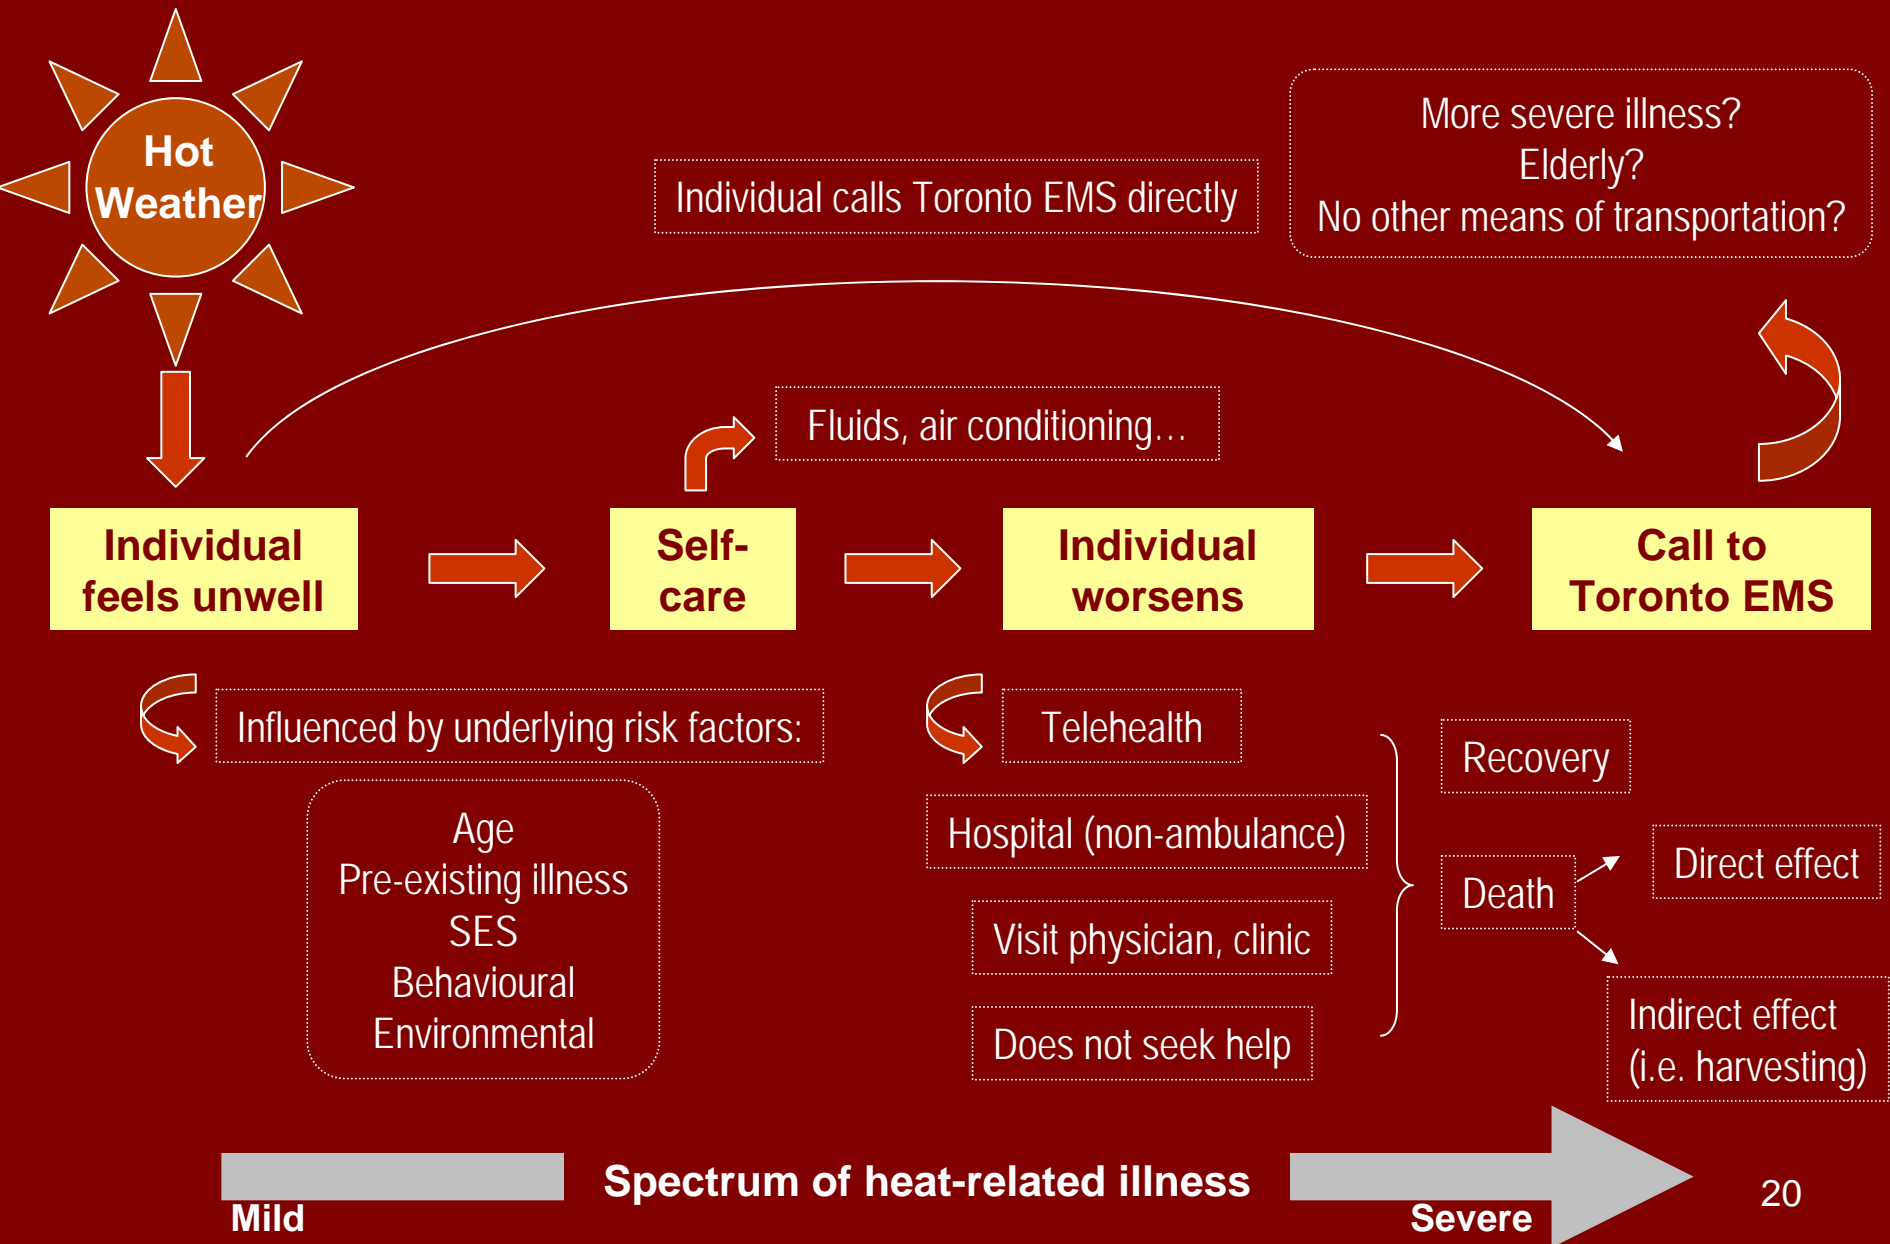 Hot
Weather
Individual calls Toronto EMS directly
More severe illness?
Elderly?
No other means of transportation?
Fluids, air conditioning…
Individual
feels unwell
Self-
care
Individual
worsens
Call to
Toronto EMS
Influenced by underlying risk factors:
Age
Pre-existing illness
SES
Behavioural
Environmental
Telehealth
Hospital (non-ambulance)
Visit physician, clinic
Does not seek help
Recovery
Death
Direct effect
Indirect effect
(i.e. harvesting)
Spectrum of heat-related illness
Mild
Severe
20